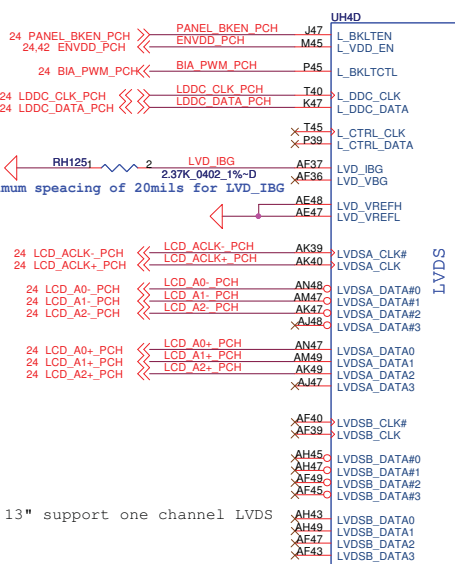 UH4D
24 PANEL_BKEN_PCH PANEL_BKEN_PCH J47 L_BKLTEN
24,42 ENVDD_PCH ENVDD_PCH M45 L_VDD_EN
24 BIA_PWM_PCH BIA_PWM_PCH P45 L_BKLTCTL
24 LDDC_CLK_PCH LDDC_CLK_PCH T40 L_DDC_CLK
24 LDDC_DATA_PCH LDDC_DATA_PCH K47 L_DDC_DATA
T45 L_CTRL_CLK
P39 L_CTRL_DATA
RH125 1 2 LVD_IBG AF37 LVD_IBG
2.37K_0402_1%~D AF36 LVD_VBG
mum speacing of 20mils for LVD_IBG
AE48 LVD_VREFH
AE47 LVD_VREFL
LVDS
24 LCD_ACLK-_PCH LCD_ACLK-_PCH AK39 LVDSA_CLK#
24 LCD_ACLK+_PCH LCD_ACLK+_PCH AK40 LVDSA_CLK
24 LCD_A0-_PCH LCD_A0-_PCH AN48 LVDSA_DATA#0
24 LCD_A1-_PCH LCD_A1-_PCH AM47 LVDSA_DATA#1
24 LCD_A2-_PCH LCD_A2-_PCH AK47 LVDSA_DATA#2
AJ48 LVDSA_DATA#3
24 LCD_A0+_PCH LCD_A0+_PCH AN47 LVDSA_DATA0
24 LCD_A1+_PCH LCD_A1+_PCH AM49 LVDSA_DATA1
24 LCD_A2+_PCH LCD_A2+_PCH AK49 LVDSA_DATA2
AJ47 LVDSA_DATA3
AF40 LVDSB_CLK#
AF39 LVDSB_CLK
AH45 LVDSB_DATA#0
AH47 LVDSB_DATA#1
AF49 LVDSB_DATA#2
AF45 LVDSB_DATA#3
13" support one channel LVDS
AH43 LVDSB_DATA0
AH49 LVDSB_DATA1
AF47 LVDSB_DATA2
AF43 LVDSB_DATA3